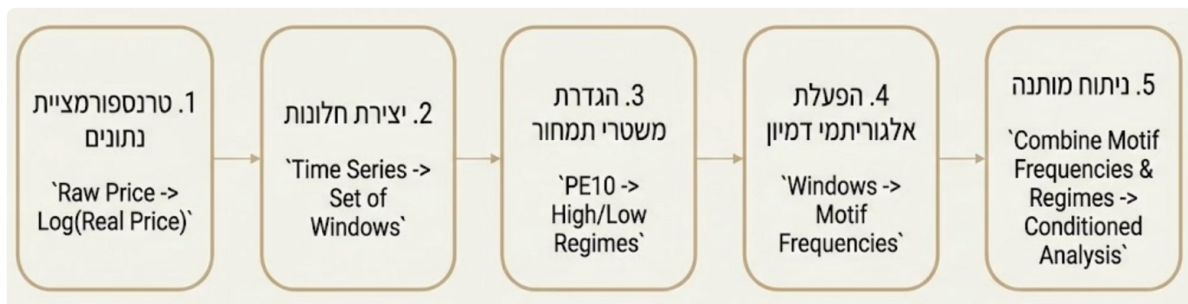 1. טרנספורמציית
נתונים
`Raw Price ->
Log(Real Price)`
2. יצירת חלונות
`Time Series ->
Set of
Windows`
3. הגדרת
משטרי תמחור
`PE10 ->
High/Low
Regimes`
4. הפעלת
אלגוריתמי דמיון
`Windows ->
Motif
Frequencies`
5. ניתוח מותנה
`Combine Motif
Frequencies &
Regimes ->
Conditioned
Analysis`